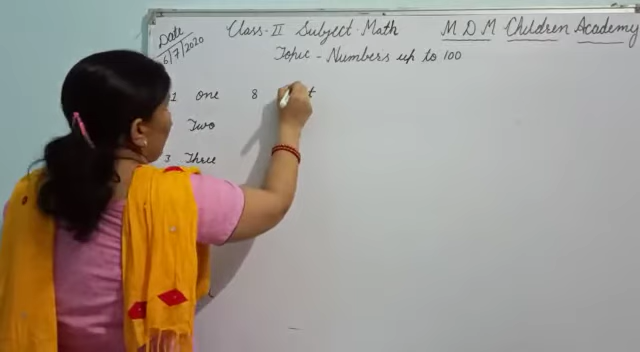 Date
6/7/2020
Class-II Subject-Math
M D M Children Academy
Topic - Numbers up to 100
1 One
8
Two
3 Three